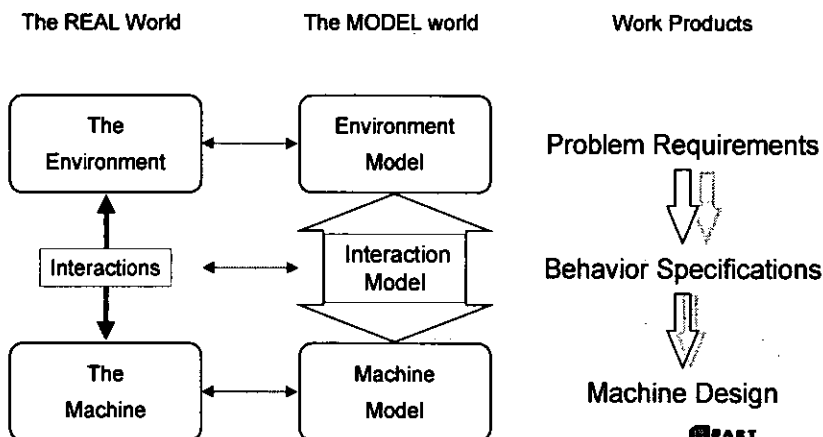 The REAL World
The MODEL world
Work Products
The
Environment
Environment
Model
Problem Requirements
Interactions
Interaction
Model
Behavior Specifications
The
Machine
Machine
Model
Machine Design
FAST